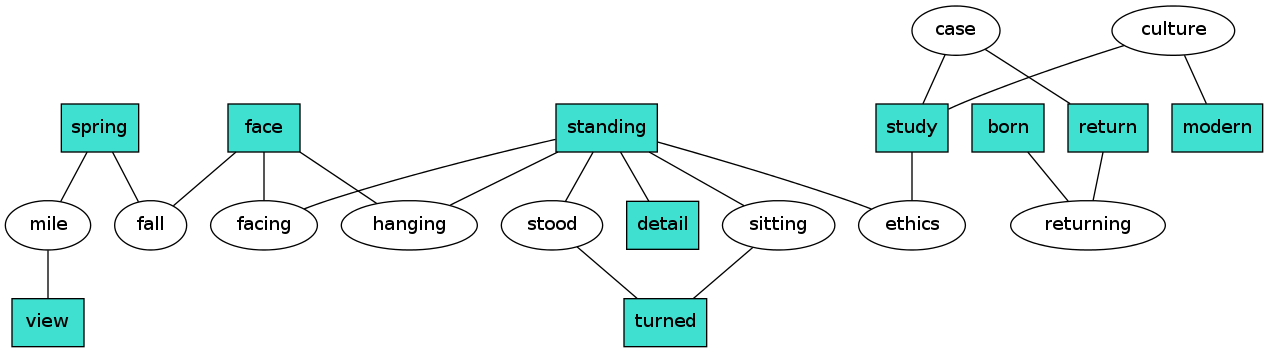 case
culture
spring
face
standing
study
born
return
modern
mile
fall
facing
hanging
stood
detail
sitting
ethics
returning
view
turned